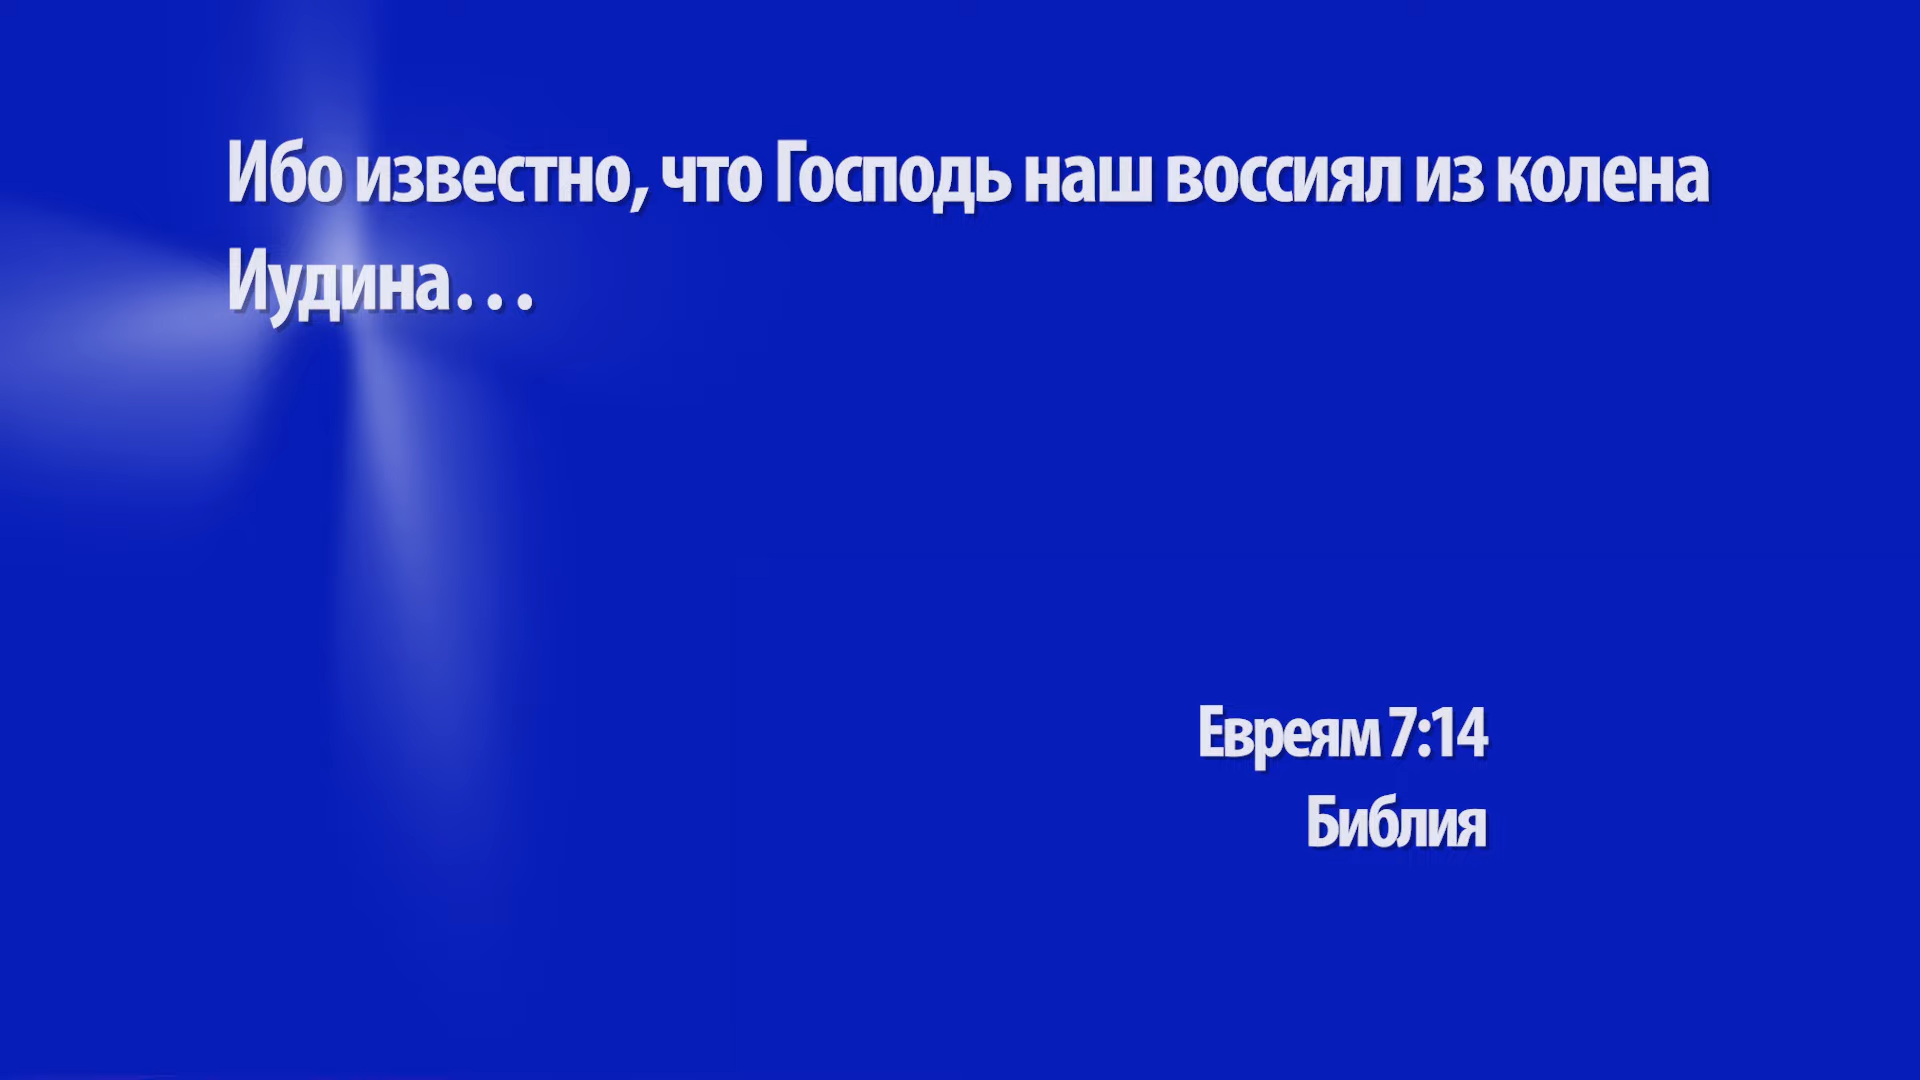 Ибо известно, что Господь наш воссиял из колена
Иудина...
Евреям 7:14
Библия